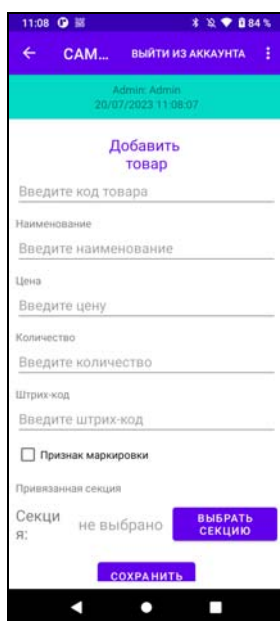 11:08 84 %
САМ... ВЫЙТИ ИЗ АККАУНТА
Admin: Admin
20/07/2023 11:08:07
Добавить
товар
Введите код товара
Наименование
Введите наименование
Цена
Введите цену
Количество
Введите количество
Штрих-код
Введите штрих-код
Признак маркировки
Привязанная секция
Секци
я: не выбрано ВЫБРАТЬ
СЕКЦИЮ
СОХРАНИТЬ